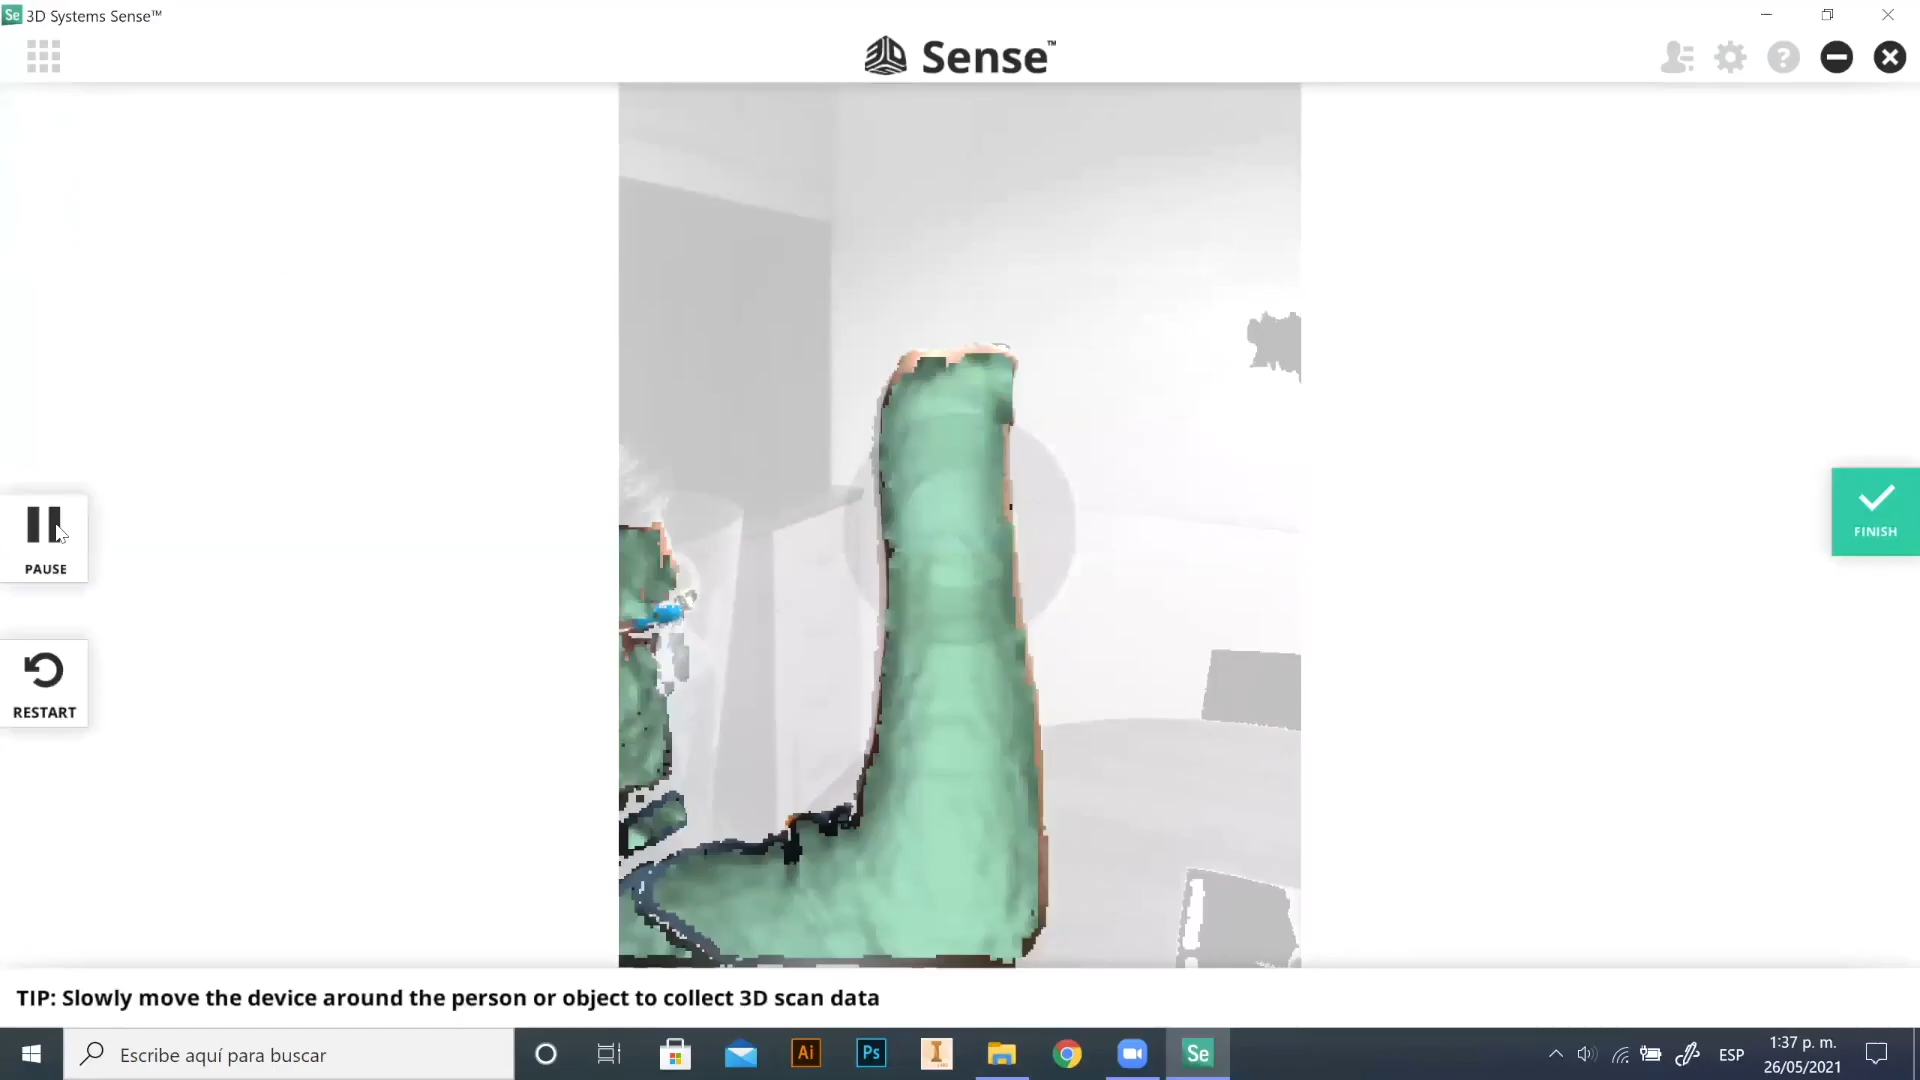 Se 3D Systems Sense™
Sense™
PAUSE
FINISH
RESTART
TIP: Slowly move the device around the person or object to collect 3D scan data
Escribe aquí para buscar
Ai
Ps
I
Se
ESP
1:37 p. m.
26/05/2021